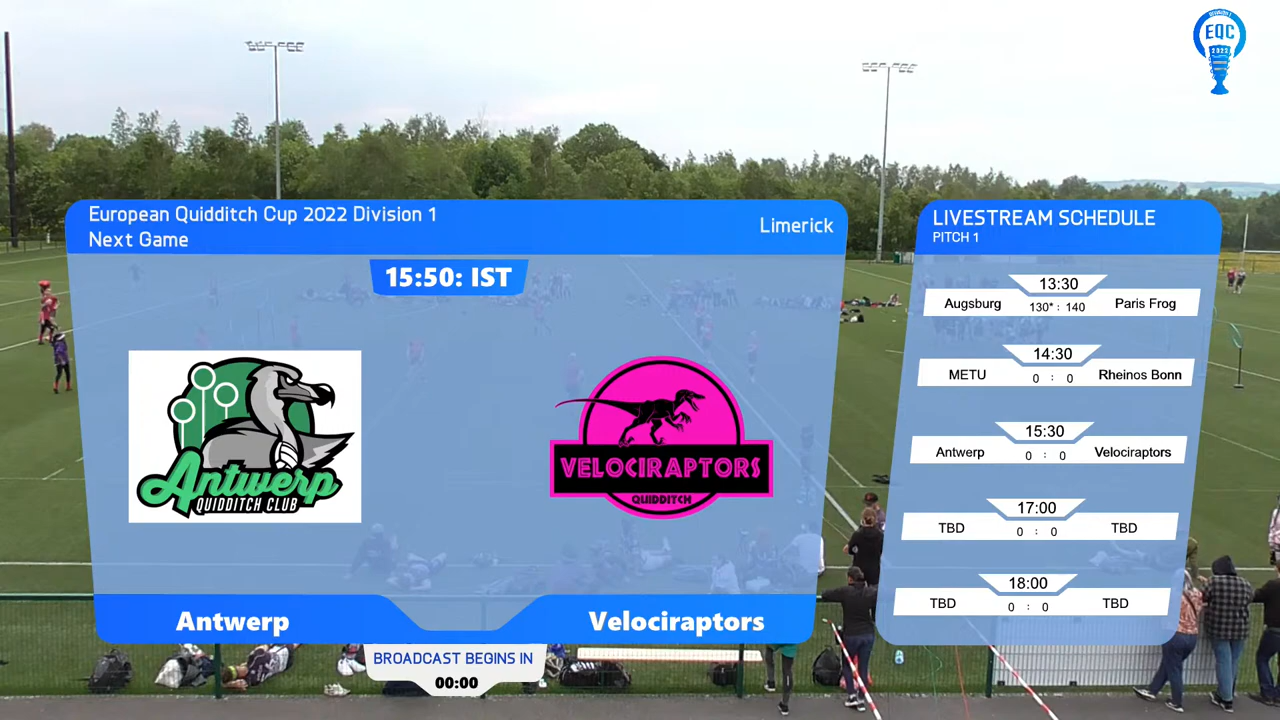 DIVISION 1
EQC
2022
European Quidditch Cup 2022 Division 1
Next Game
Limerick
15:50: IST
Antwerp
QUIDDITCH CLUB
VELOCIRAPTORS
QUIDDITCH
Antwerp
Velociraptors
BROADCAST BEGINS IN
00:00
LIVESTREAM SCHEDULE
PITCH 1
13:30
Augsburg 130* : 140 Paris Frog
14:30
METU 0 : 0 Rheinos Bonn
15:30
Antwerp 0 : 0 Velociraptors
17:00
TBD 0 : 0 TBD
18:00
TBD 0 : 0 TBD